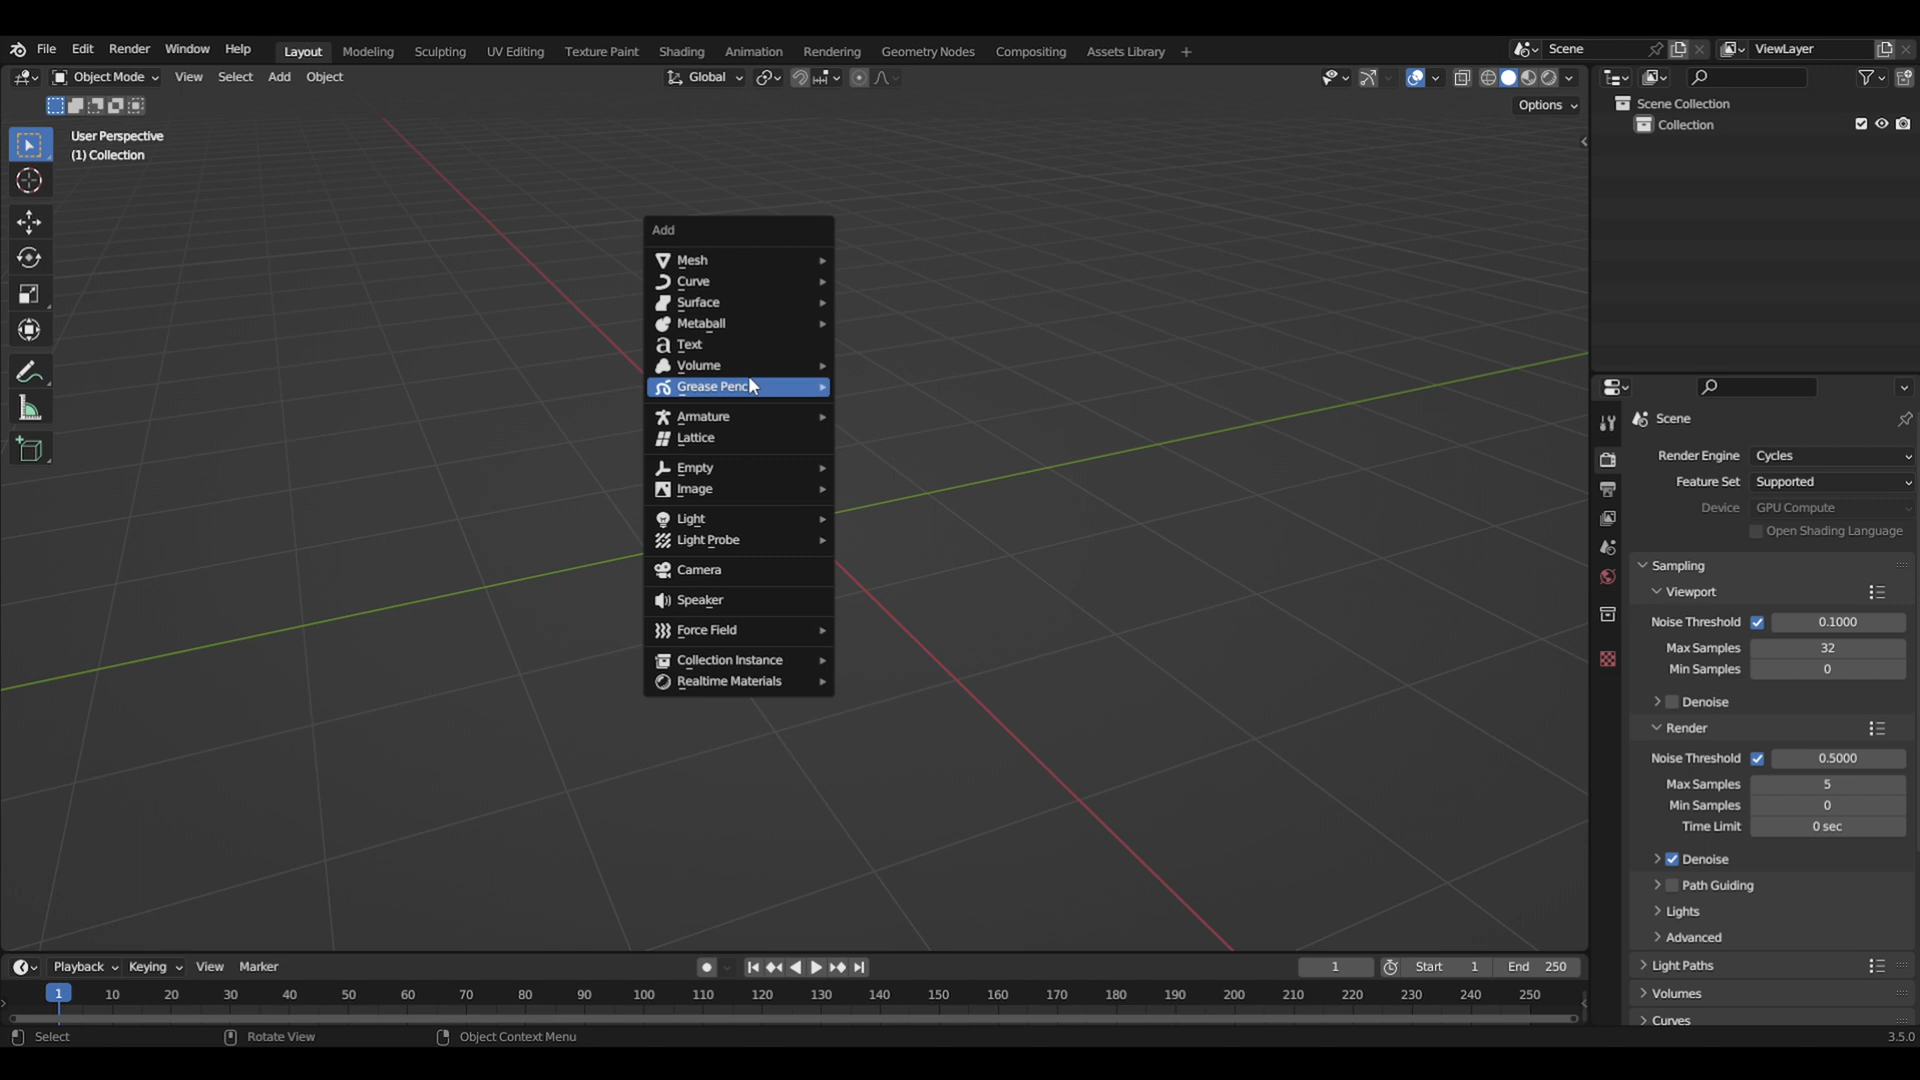 File Edit Render Window Help Layout Modeling Sculpting UV Editing Texture Paint Shading Animation Rendering Geometry Nodes Compositing Assets Library + Scene ViewLayer
Object Mode View Select Add Object Global
Options
User Perspective
(1) Collection
Add
Mesh
Curve
Surface
Metaball
Text
Volume
Grease Penc
Armature
Lattice
Empty
Image
Light
Light Probe
Camera
Speaker
Force Field
Collection Instance
Realtime Materials
Scene Collection
Collection
Scene
Render Engine Cycles
Feature Set Supported
Device GPU Compute
Open Shading Language
Sampling
Viewport
Noise Threshold 0.1000
Max Samples 32
Min Samples 0
Denoise
Render
Noise Threshold 0.5000
Max Samples 5
Min Samples 0
Time Limit 0 sec
Denoise
Path Guiding
Lights
Advanced
Light Paths
Volumes
Curves
Playback Keying View Marker 1 Start 1 End 250
1 10 20 30 40 50 60 70 80 90 100 110 120 130 140 150 160 170 180 190 200 210 220 230 240 250
Select Rotate View Object Context Menu 3.5.0